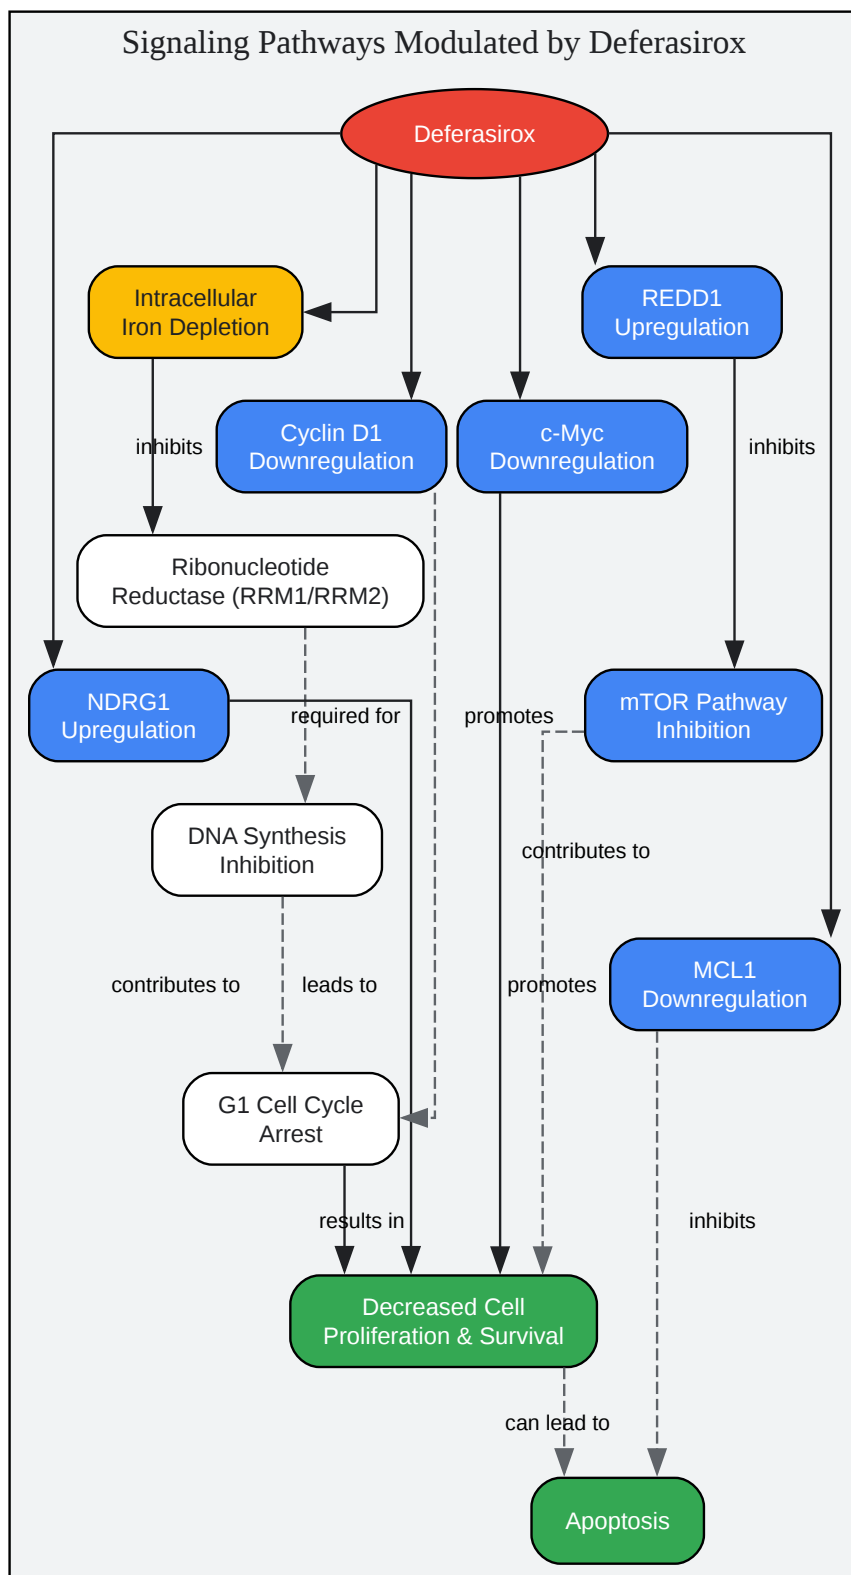 Signaling Pathways Modulated by Deferasirox
Deferasirox
Intracellular
Iron Depletion
REDD1
Upregulation
inhibits
Cyclin D1
Downregulation
c-Myc
Downregulation
inhibits
Ribonucleotide
Reductase (RRM1/RRM2)
NDRG1
Upregulation
required for
promotes
mTOR Pathway
Inhibition
DNA Synthesis
Inhibition
contributes to
contributes to
leads to
promotes
MCL1
Downregulation
G1 Cell Cycle
Arrest
results in
inhibits
Decreased Cell
Proliferation & Survival
can lead to
Apoptosis